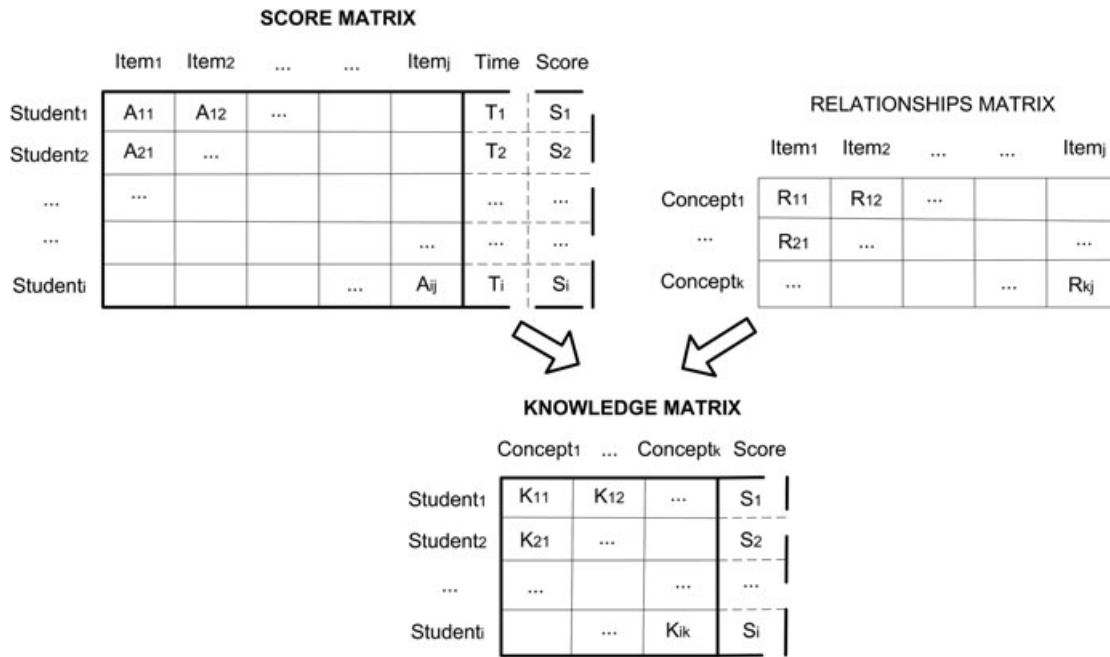 SCORE MATRIX
Item1 Item2 ... ... Itemj Time Score
Student1 A11 A12 ... T1 S1
Student2 A21 ... T2 S2
... ... ... ...
... ... ... ...
Studenti ... Aij Ti Si
RELATIONSHIPS MATRIX
Item1 Item2 ... ... Itemj
Concept1 R11 R12 ...
... R21 ... ...
Conceptk ... ... Rkj
KNOWLEDGE MATRIX
Concept1 ... Conceptk Score
Student1 K11 K12 ... S1
Student2 K21 ... S2
... ... ... ...
Studenti ... Kik Si